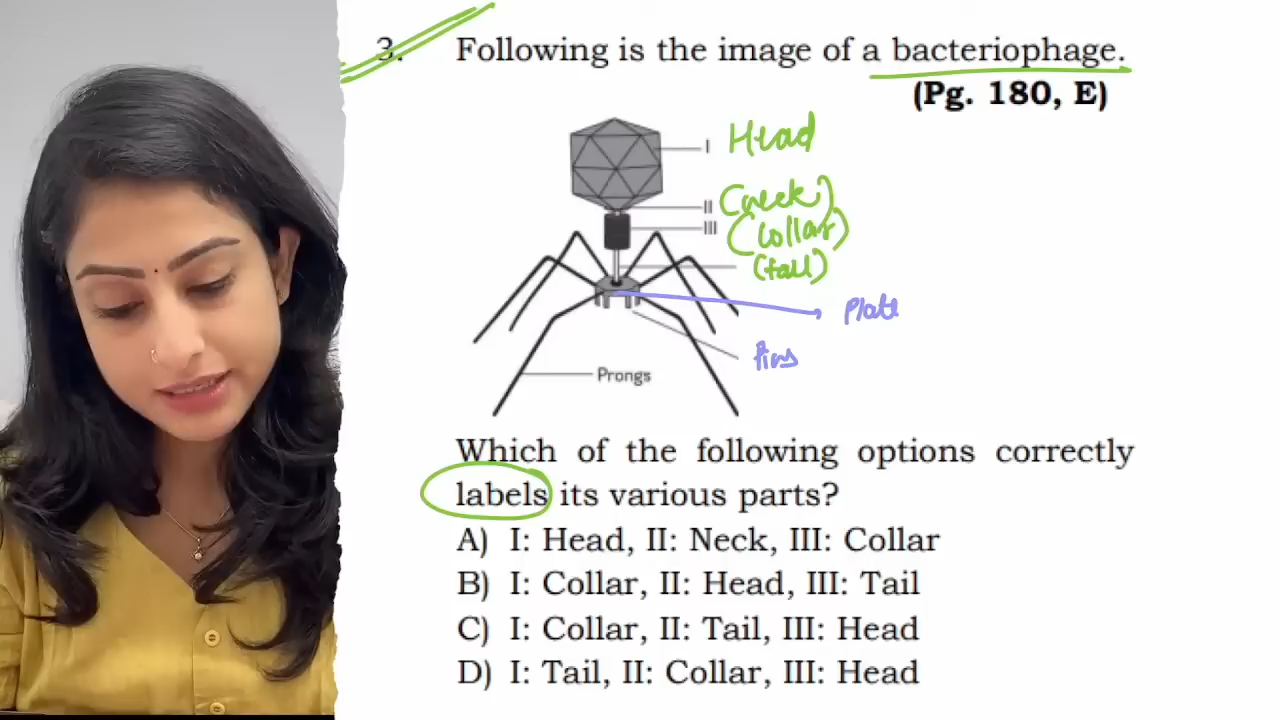 3. Following is the image of a bacteriophage.
(Pg. 180, E)
I Head
II (neck)
III (Collar)
(tail)
Plate
Pins
Prongs
Which of the following options correctly
labels its various parts?
A) I: Head, II: Neck, III: Collar
B) I: Collar, II: Head, III: Tail
C) I: Collar, II: Tail, III: Head
D) I: Tail, II: Collar, III: Head